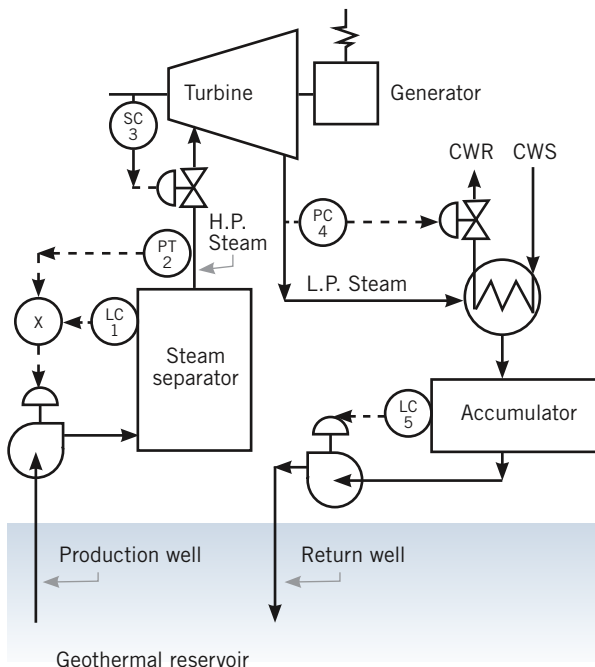 Turbine
Generator
SC
3
CWR
CWS
PT
2
H.P.
Steam
PC
4
L.P. Steam
X
LC
1
Steam
separator
LC
5
Accumulator
Production well
Return well
Geothermal reservoir